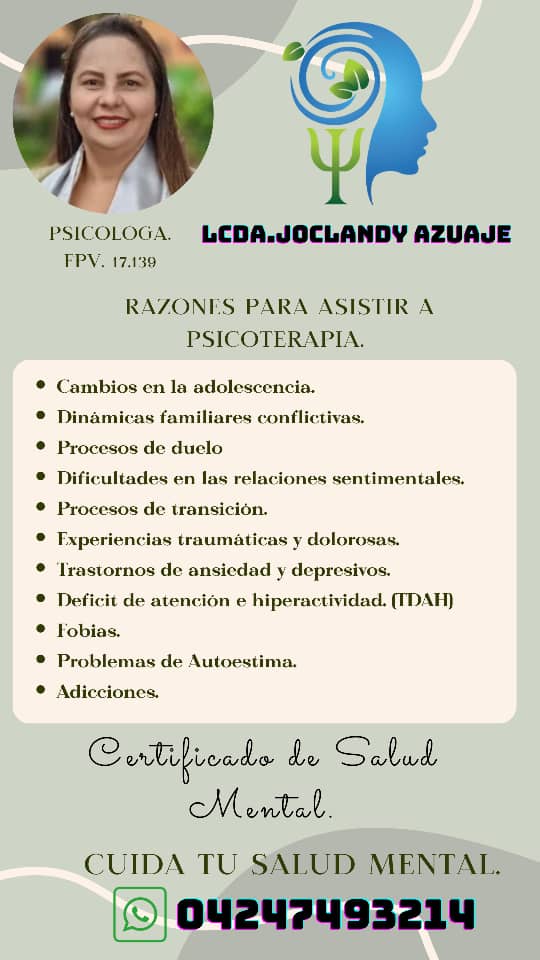 PSICOLOGA.
FPV. 17.139
LCDA.JOCLANDY AZUAJE
RAZONES PARA ASISTIR A
PSICOTERAPIA.
• Cambios en la adolescencia.
• Dinámicas familiares conflictivas.
• Procesos de duelo
• Dificultades en las relaciones sentimentales.
• Procesos de transición.
• Experiencias traumáticas y dolorosas.
• Trastornos de ansiedad y depresivos.
• Deficit de atención e hiperactividad. (TDAH)
• Fobias.
• Problemas de Autoestima.
• Adicciones.
Certificado de Salud
Mental.
CUIDA TU SALUD MENTAL.
04247493214